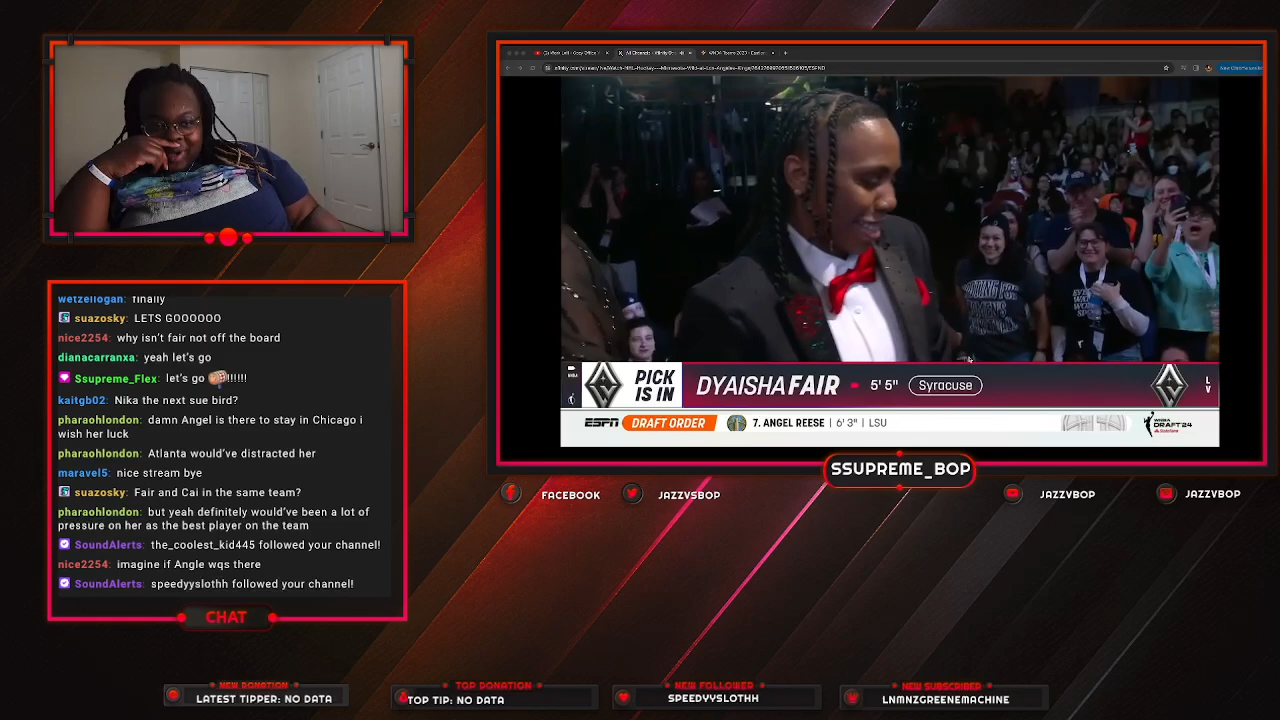 wetzellogan: finally
suazosky: LETS GOOOOOO
nice2254: why isn't fair not off the board
dianacarranxa: yeah let's go
Ssupreme_Flex: let's go !!!!!!
kaitgb02: Nika the next sue bird?
pharaohlondon: damn Angel is there to stay in Chicago i
wish her luck
pharaohlondon: Atlanta would've distracted her
maravel5: nice stream bye
suazosky: Fair and Cai in the same team?
pharaohlondon: but yeah definitely would've been a lot of
pressure on her as the best player on the team
SoundAlerts: the_coolest_kid445 followed your channel!
nice2254: imagine if Angle wqs there
SoundAlerts: speedyyslothh followed your channel!
CHAT
PICK
IS IN
DYAISHA FAIR - 5' 5" Syracuse
L
V
ESPN DRAFT ORDER 7. ANGEL REESE | 6' 3" | LSU
WNBA
DRAFT 24
SSUPREME_BOP
FACEBOOK
JAZZVSBOP
JAZZVBOP
JAZZVBOP
NEW DONATION
LATEST TIPPER: NO DATA
TOP DONATION
TOP TIP: NO DATA
NEW FOLLOWER
SPEEDYYSLOTHH
NEW SUBSCRIBER
LNMNZGREENEMACHINE